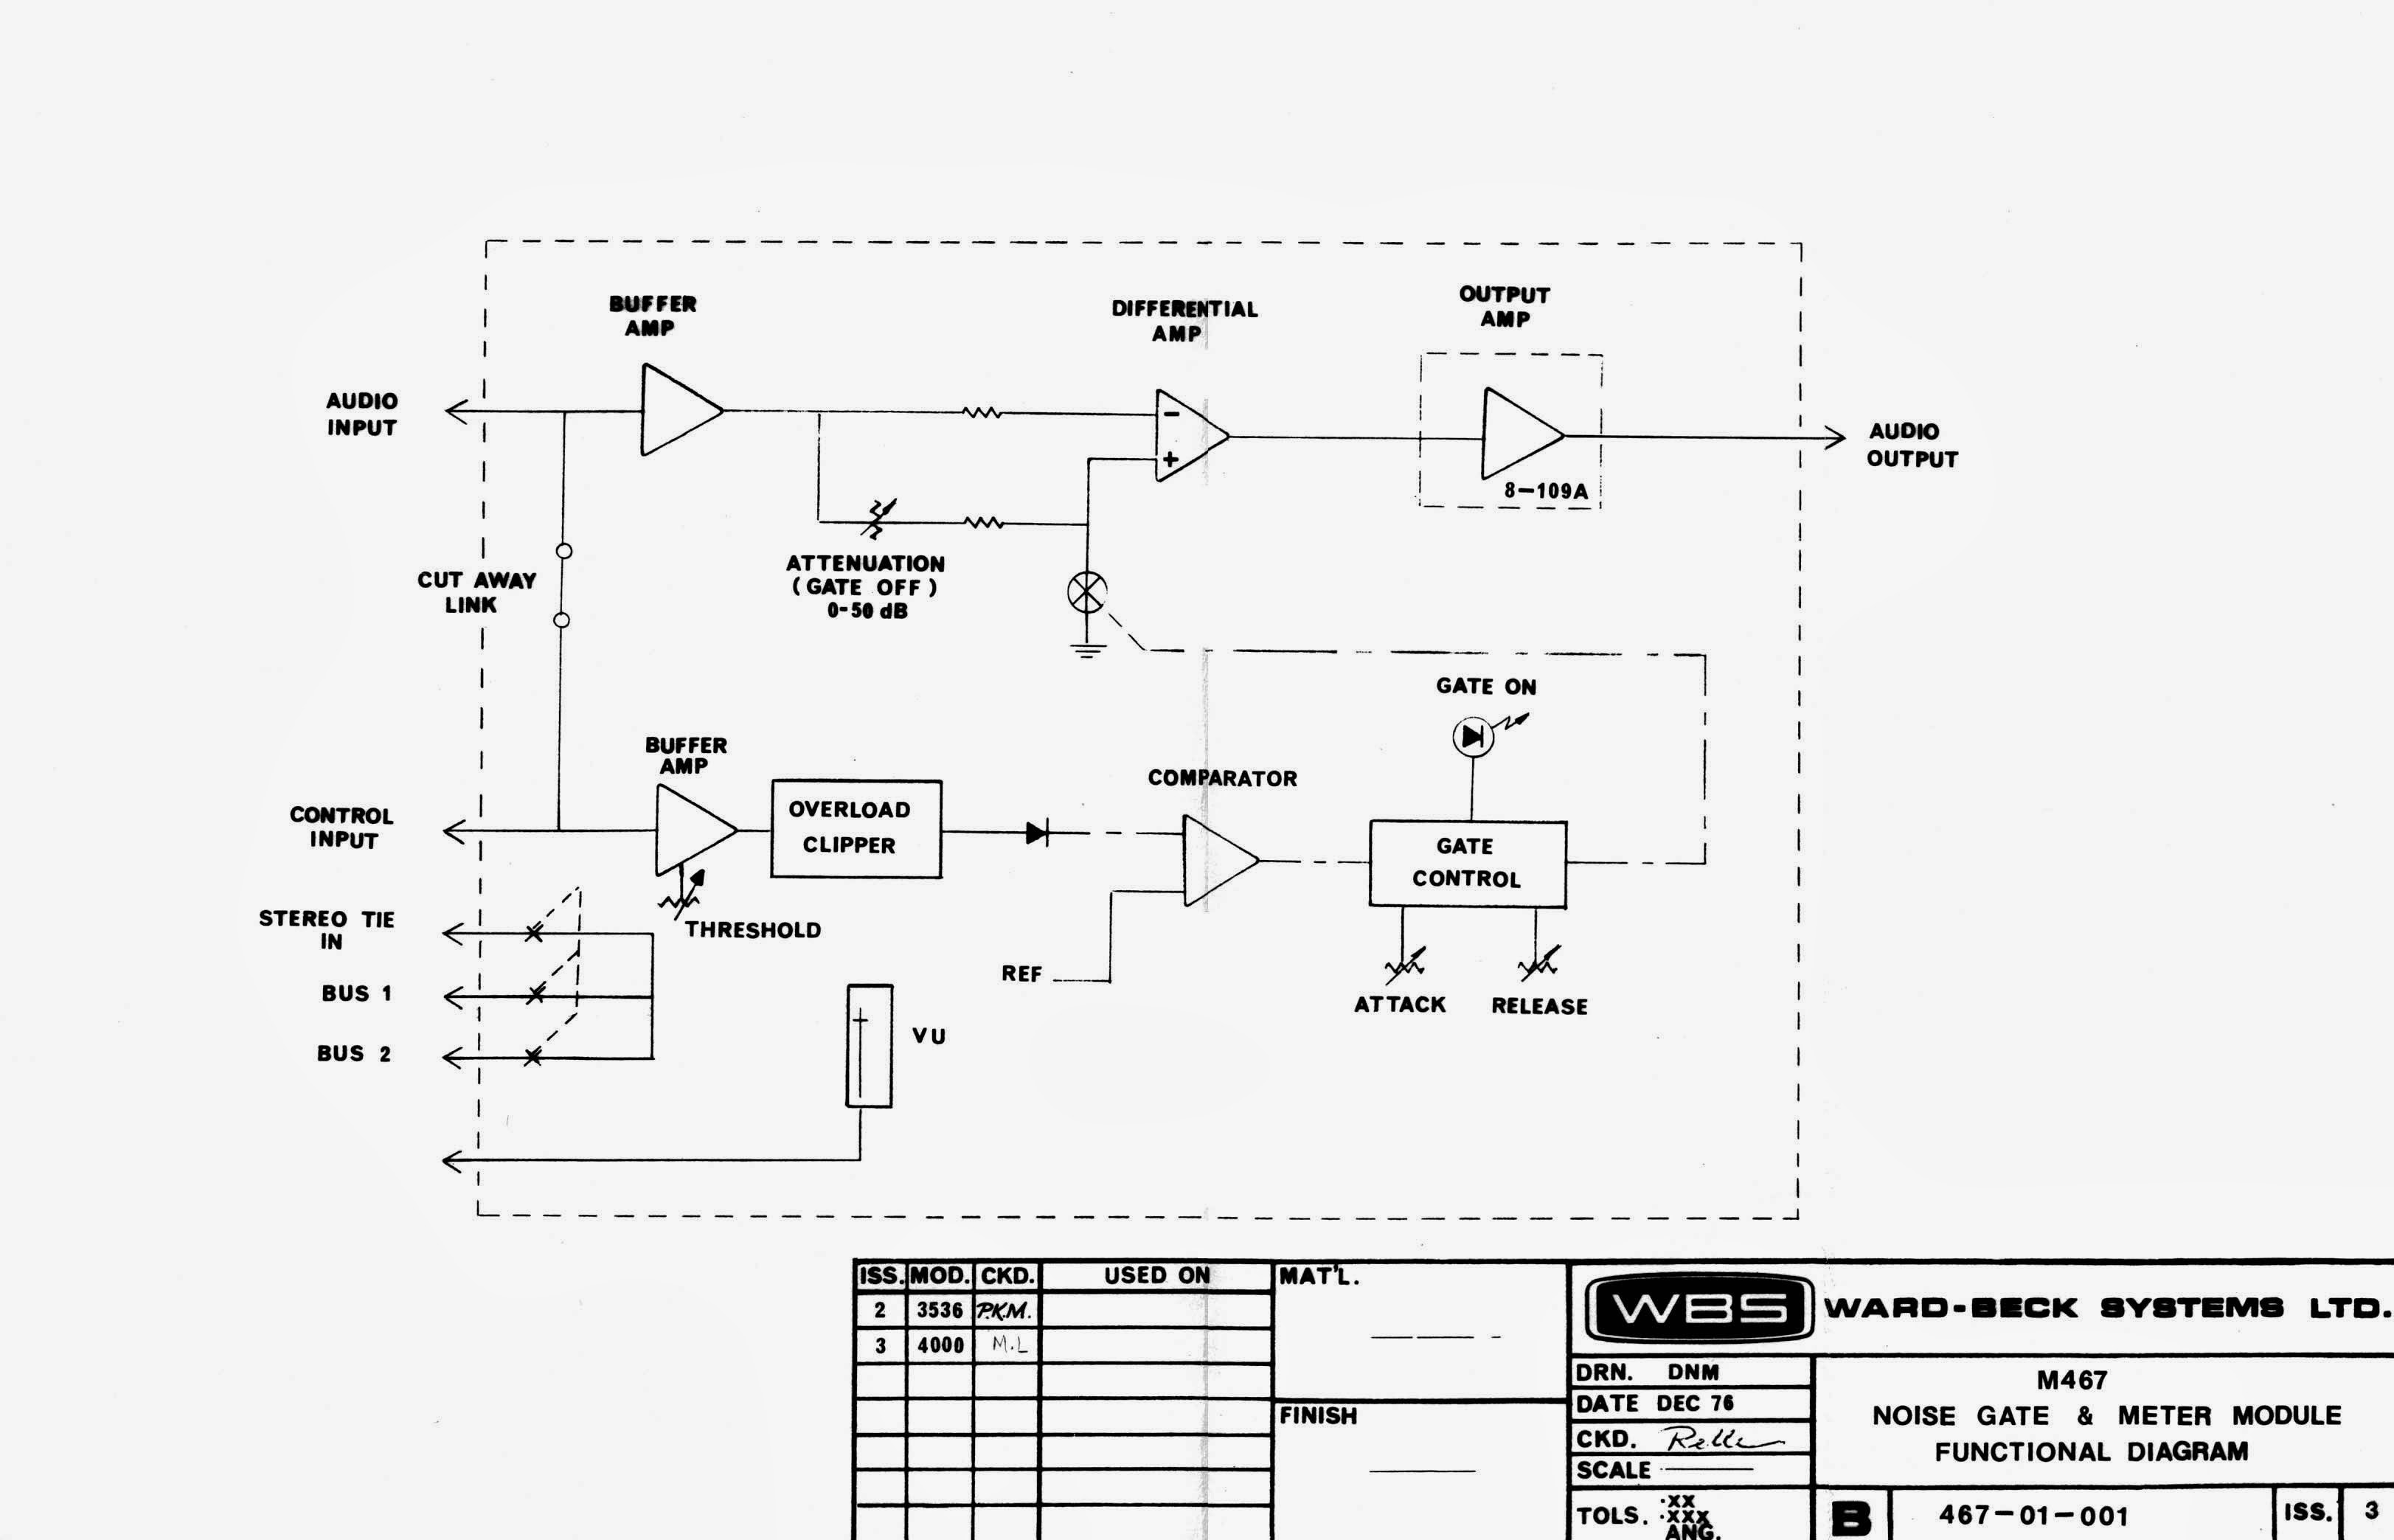 BUFFER
AMP
DIFFERENTIAL
AMP
OUTPUT
AMP
AUDIO
INPUT
−
+
8-109A
AUDIO
OUTPUT
ATTENUATION
(GATE OFF)
0-50 dB
CUT AWAY
LINK
GATE ON
BUFFER
AMP
COMPARATOR
OVERLOAD
CLIPPER
CONTROL
INPUT
GATE
CONTROL
THRESHOLD
STEREO TIE
IN
REF
BUS 1
ATTACK
RELEASE
VU
BUS 2
ISS. MOD. CKD. USED ON
2 3536 P.K.M.
3 4000 M.L
MAT'L.
FINISH
WBS WARD-BECK SYSTEMS LTD.
DRN. DNM
DATE DEC 76
CKD.
SCALE
TOLS. .XX
.XXX
ANG.
M467
NOISE GATE & METER MODULE
FUNCTIONAL DIAGRAM
B 467-01-001 ISS. 3